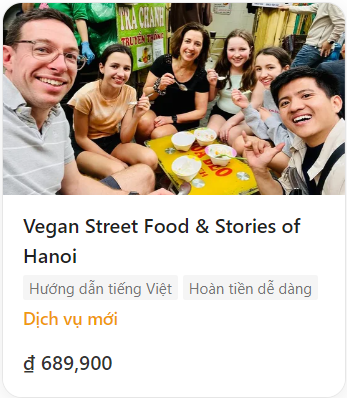 TRÀ CHANH
TRUYỀN THỐNG
Vegan Street Food & Stories of
Hanoi
Hướng dẫn tiếng Việt Hoàn tiền dễ dàng
Dịch vụ mới
₫ 689,900